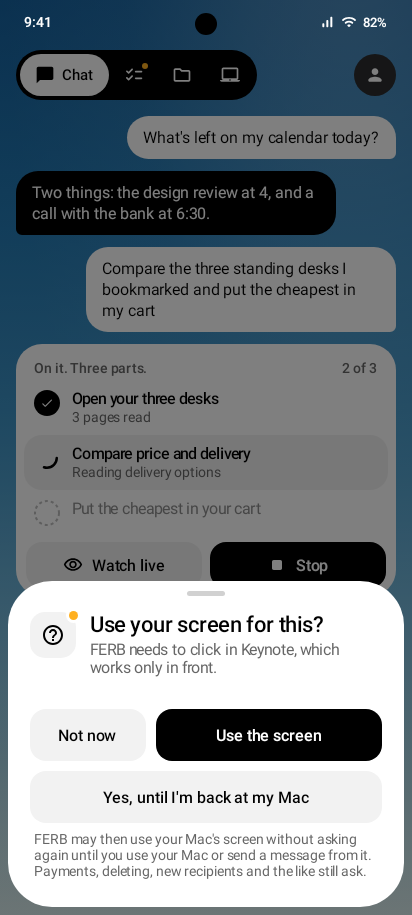 9:41
82%
Chat
What's left on my calendar today?
Two things: the design review at 4, and a
call with the bank at 6:30.
Compare the three standing desks I
bookmarked and put the cheapest in
my cart
On it. Three parts.
2 of 3
Open your three desks
3 pages read
Compare price and delivery
Reading delivery options
Put the cheapest in your cart
Watch live
Stop
Use your screen for this?
FERB needs to click in Keynote, which
works only in front.
Not now
Use the screen
Yes, until I'm back at my Mac
FERB may then use your Mac's screen without asking
again until you use your Mac or send a message from it.
Payments, deleting, new recipients and the like still ask.